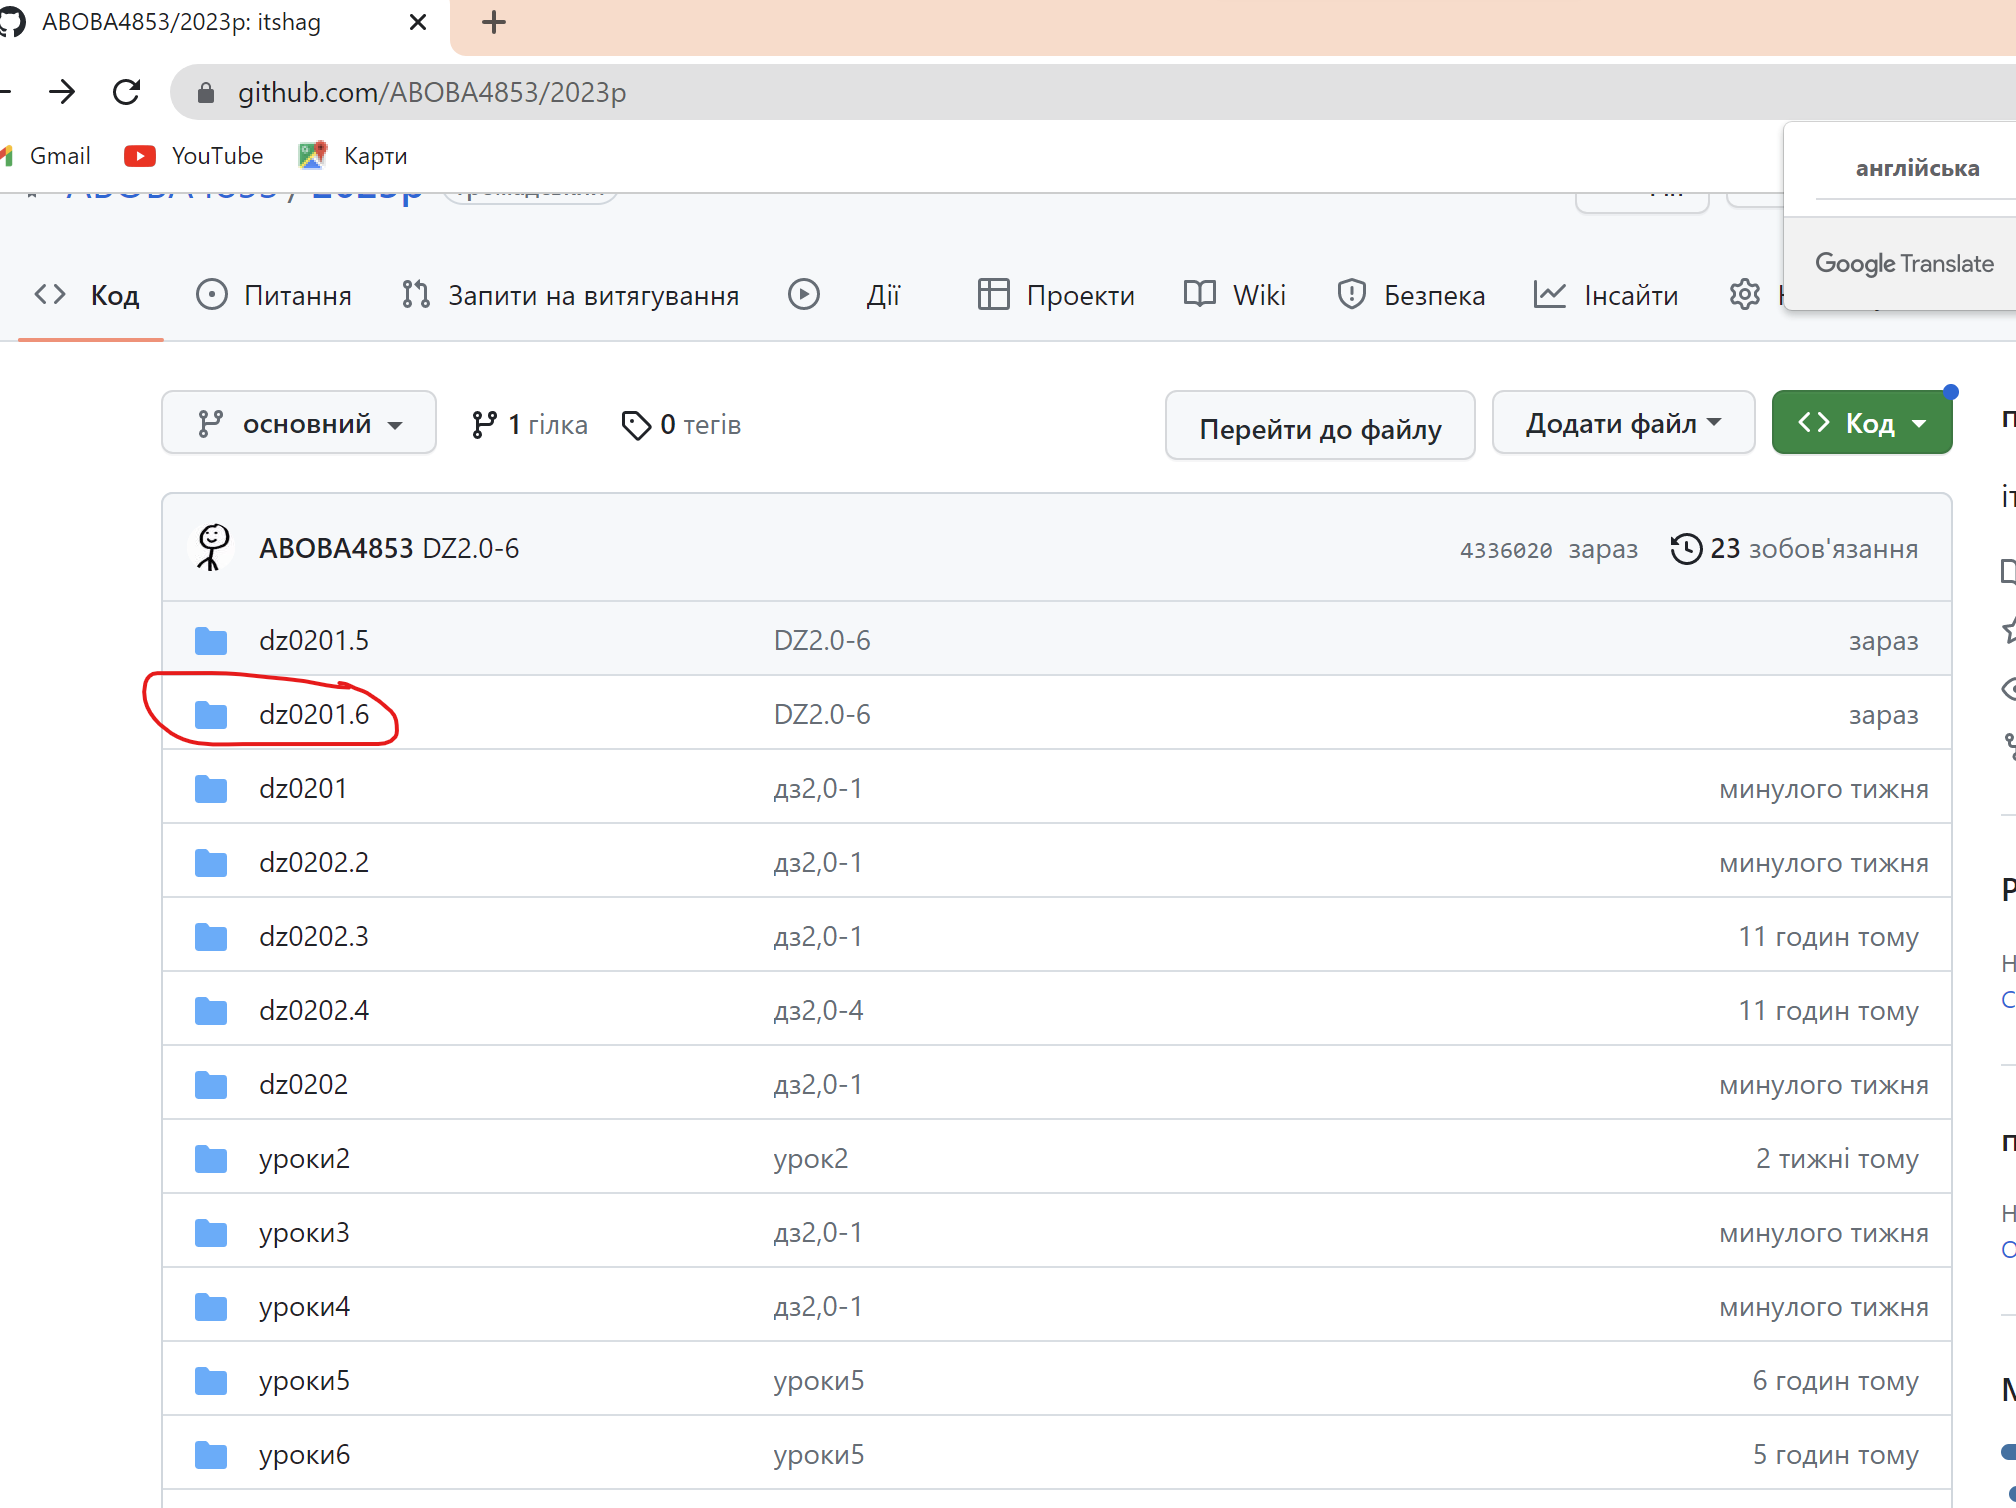 ABOBA4853/2023p: itshag
github.com/ABOBA4853/2023p
Gmail YouTube Карти
ABOBA4853 / 2023p громадський
англійська
Google Translate
Код Питання Запити на витягування Дії Проекти Wiki Безпека Інсайти
основний 1 гілка 0 тегів Перейти до файлу Додати файл Код
ABOBA4853 DZ2.0-6 4336020 зараз 23 зобов'язання
dz0201.5 DZ2.0-6 зараз
dz0201.6 DZ2.0-6 зараз
dz0201 дз2,0-1 минулого тижня
dz0202.2 дз2,0-1 минулого тижня
dz0202.3 дз2,0-1 11 годин тому
dz0202.4 дз2,0-4 11 годин тому
dz0202 дз2,0-1 минулого тижня
уроки2 урок2 2 тижні тому
уроки3 дз2,0-1 минулого тижня
уроки4 дз2,0-1 минулого тижня
уроки5 уроки5 6 годин тому
уроки6 уроки5 5 годин тому